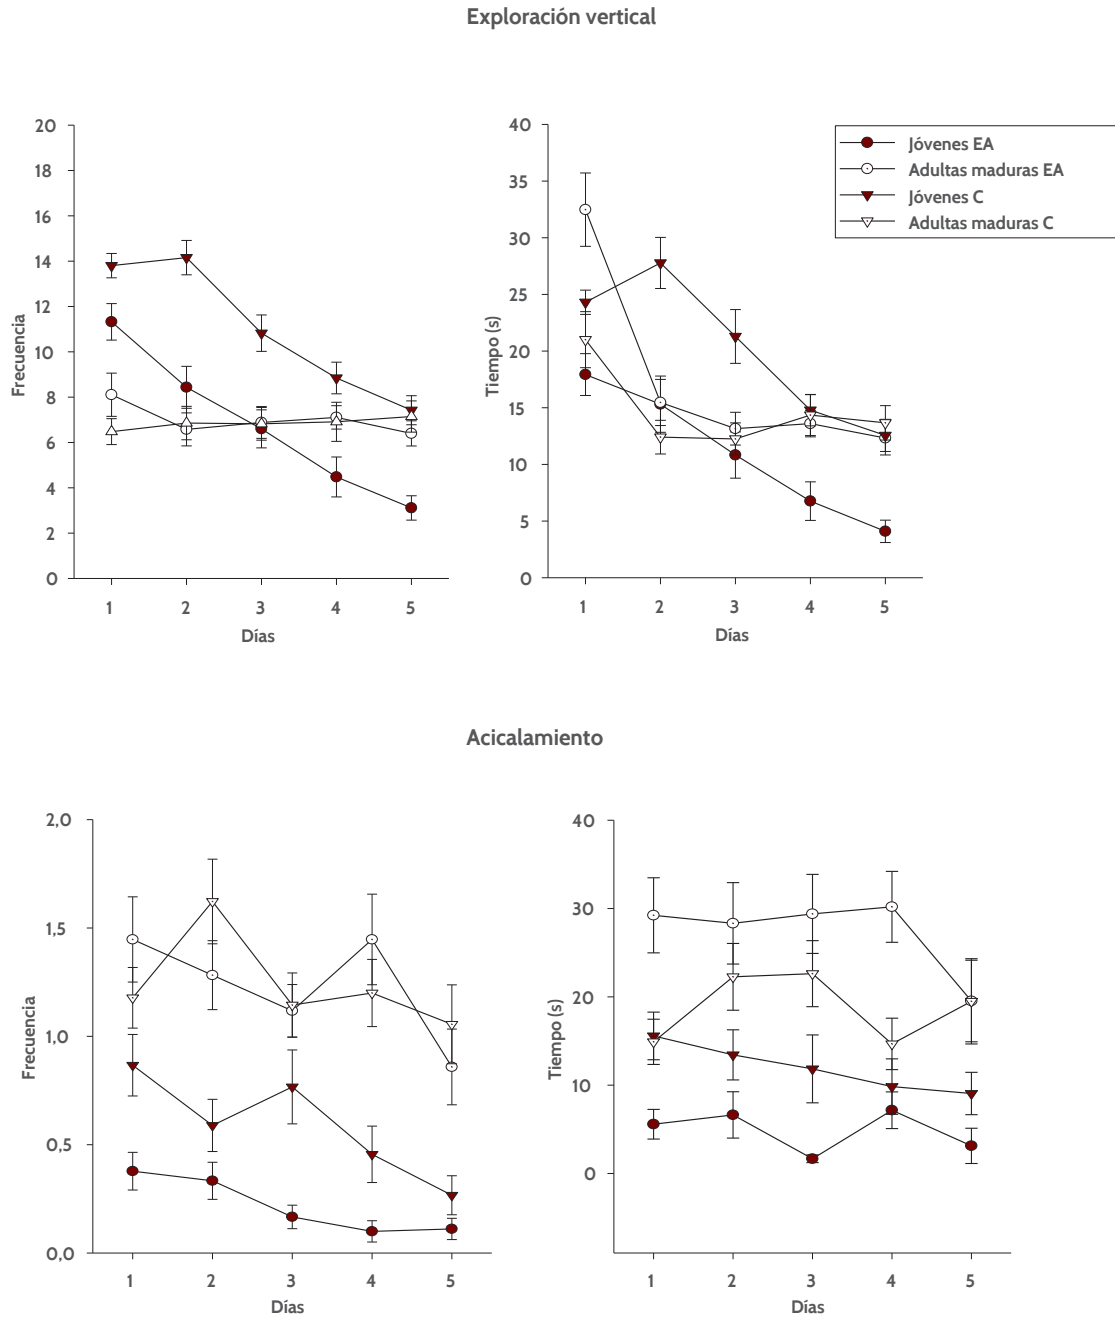 Exploración vertical
Frecuencia
20
18
16
14
12
10
8
6
4
2
0
1 2 3 4 5
Días
Tiempo (s)
40
35
30
25
20
15
10
5
0
1 2 3 4 5
Días
Jóvenes EA
Adultas maduras EA
Jóvenes C
Adultas maduras C
Acicalamiento
Frecuencia
2,0
1,5
1,0
0,5
0,0
1 2 3 4 5
Días
Tiempo (s)
40
30
20
10
0
1 2 3 4 5
Días